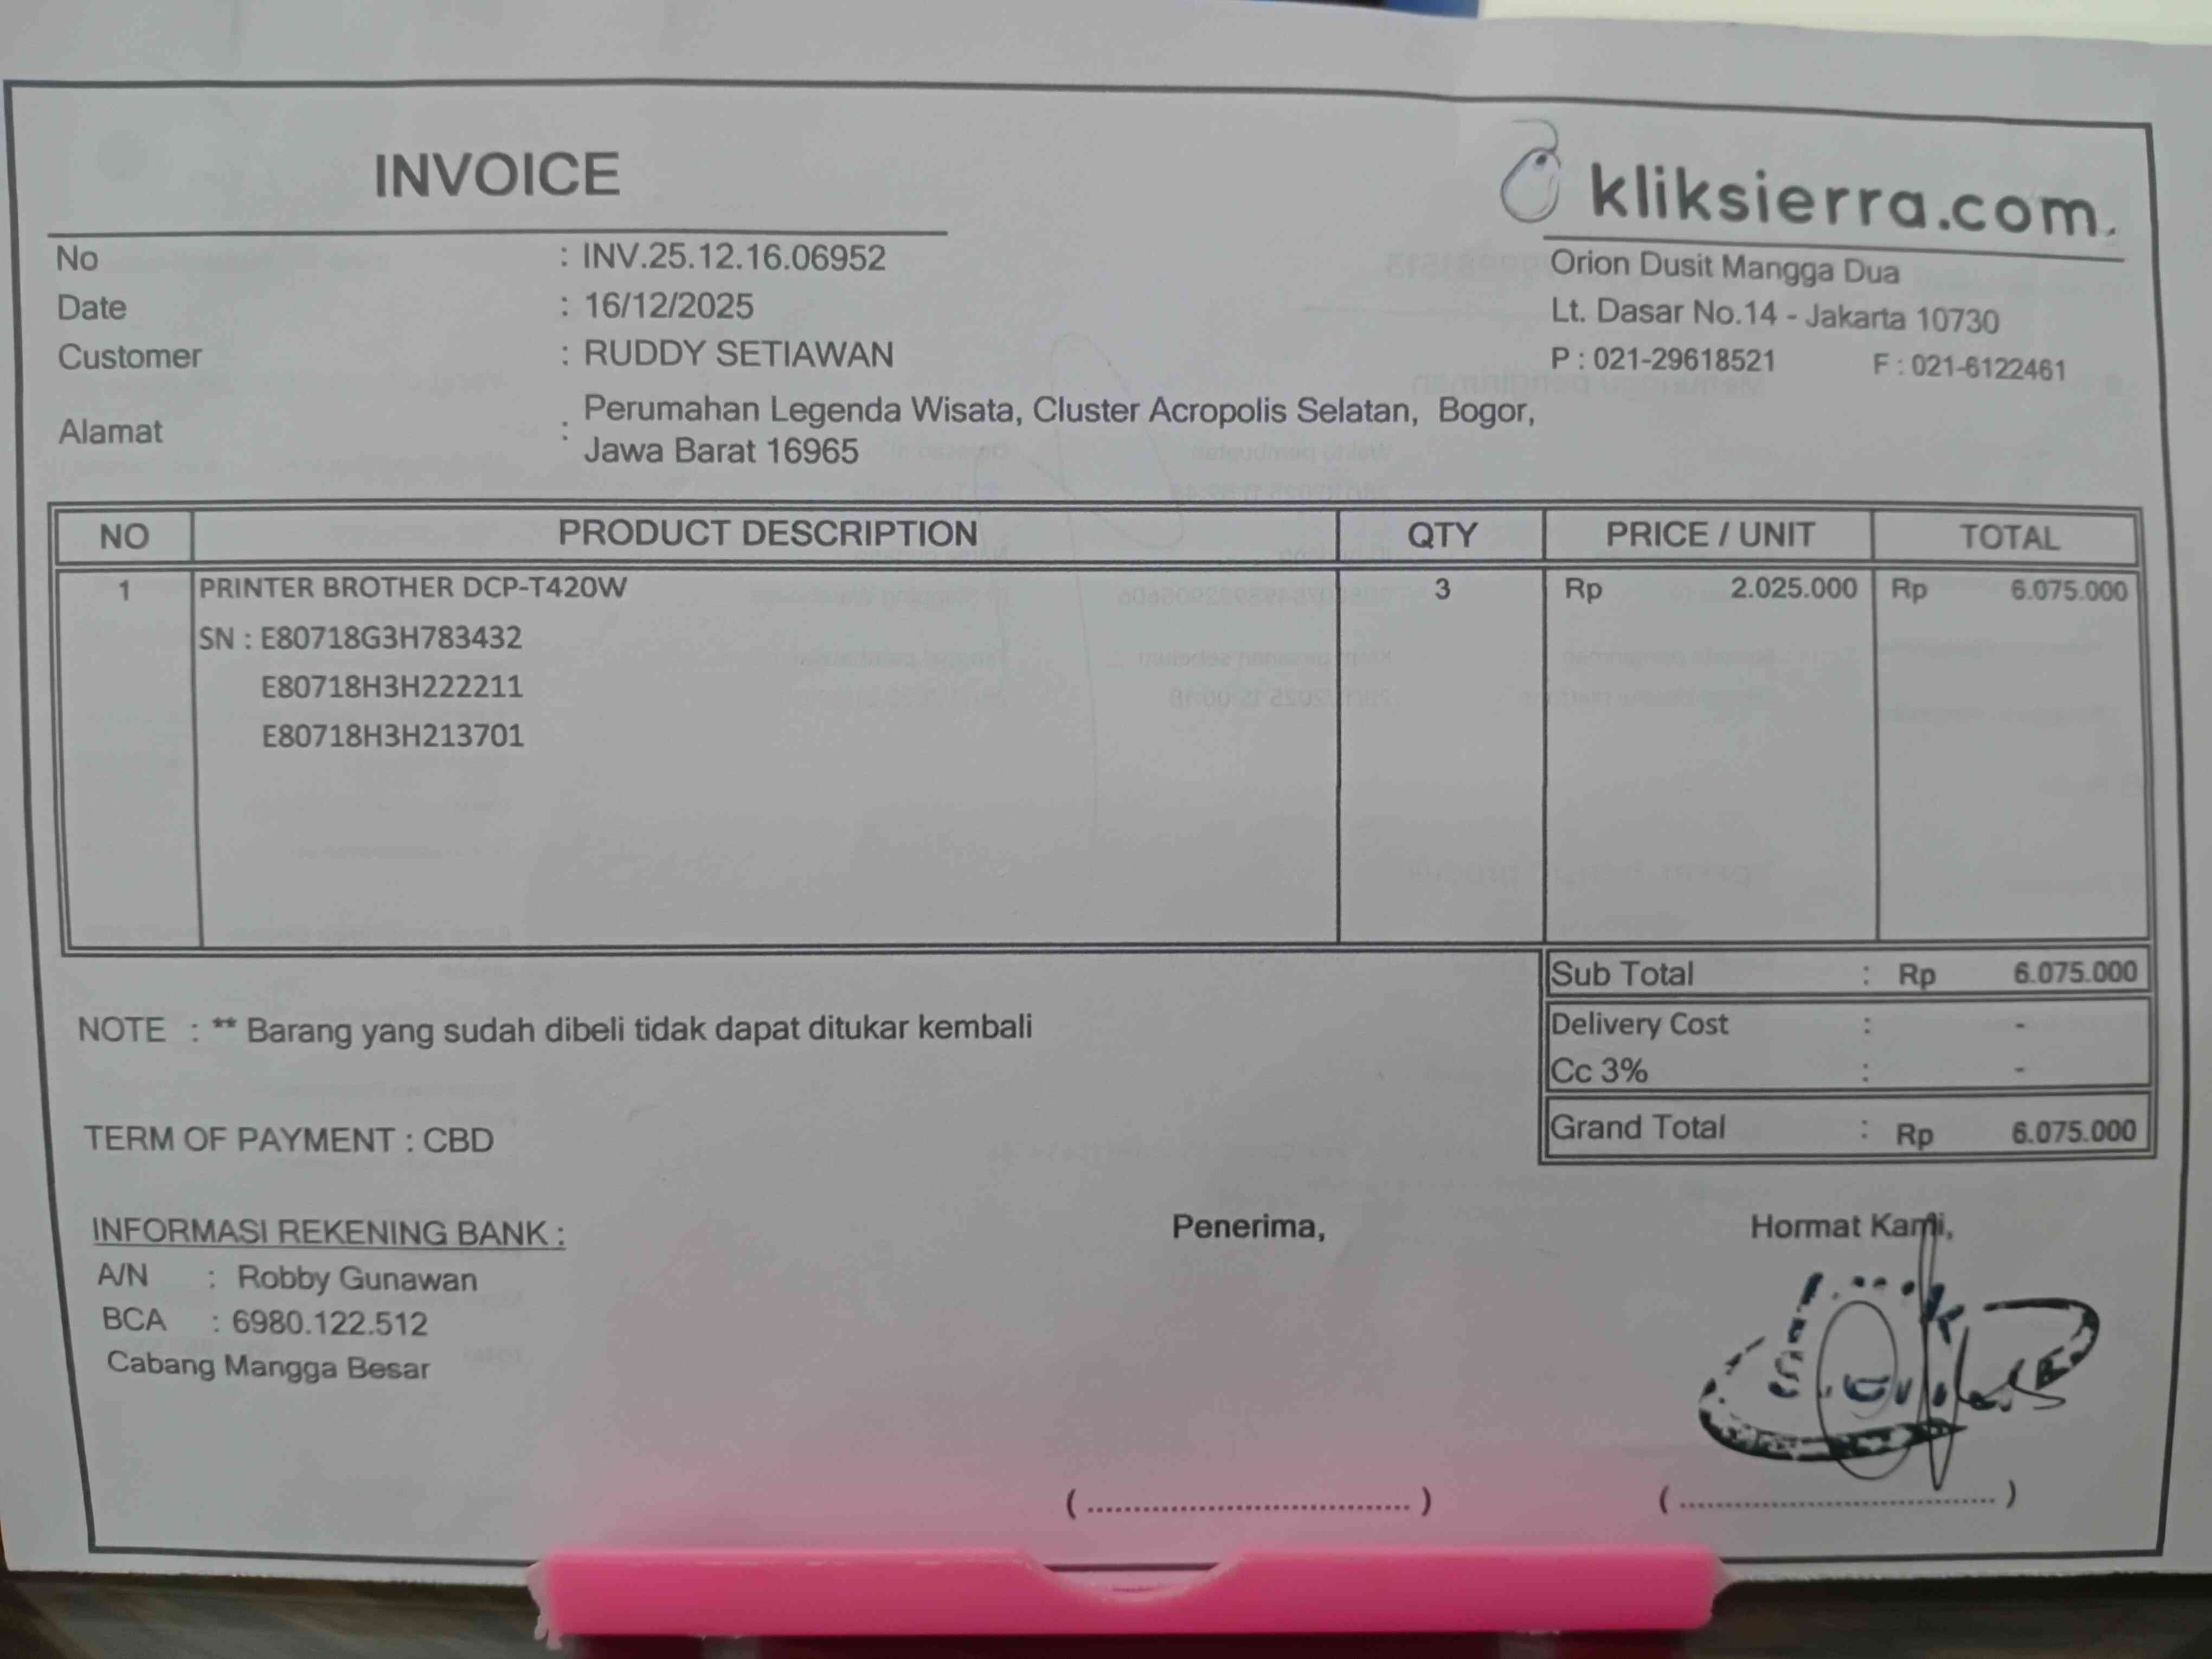 INVOICE
kliksierra.com.
Orion Dusit Mangga Dua
Lt. Dasar No.14 - Jakarta 10730
P : 021-29618521 F : 021-6122461
No : INV.25.12.16.06952
Date : 16/12/2025
Customer : RUDDY SETIAWAN
Alamat : Perumahan Legenda Wisata, Cluster Acropolis Selatan, Bogor,
Jawa Barat 16965
NO PRODUCT DESCRIPTION QTY PRICE / UNIT TOTAL
1 PRINTER BROTHER DCP-T420W 3 Rp 2.025.000 Rp 6.075.000
SN : E80718G3H783432
E80718H3H222211
E80718H3H213701
Sub Total : Rp 6.075.000
Delivery Cost : -
Cc 3% : -
Grand Total : Rp 6.075.000
NOTE : ** Barang yang sudah dibeli tidak dapat ditukar kembali
TERM OF PAYMENT : CBD
INFORMASI REKENING BANK :
A/N : Robby Gunawan
BCA : 6980.122.512
Cabang Mangga Besar
Penerima,
Hormat Kami,
( .................................. )
( .................................. )